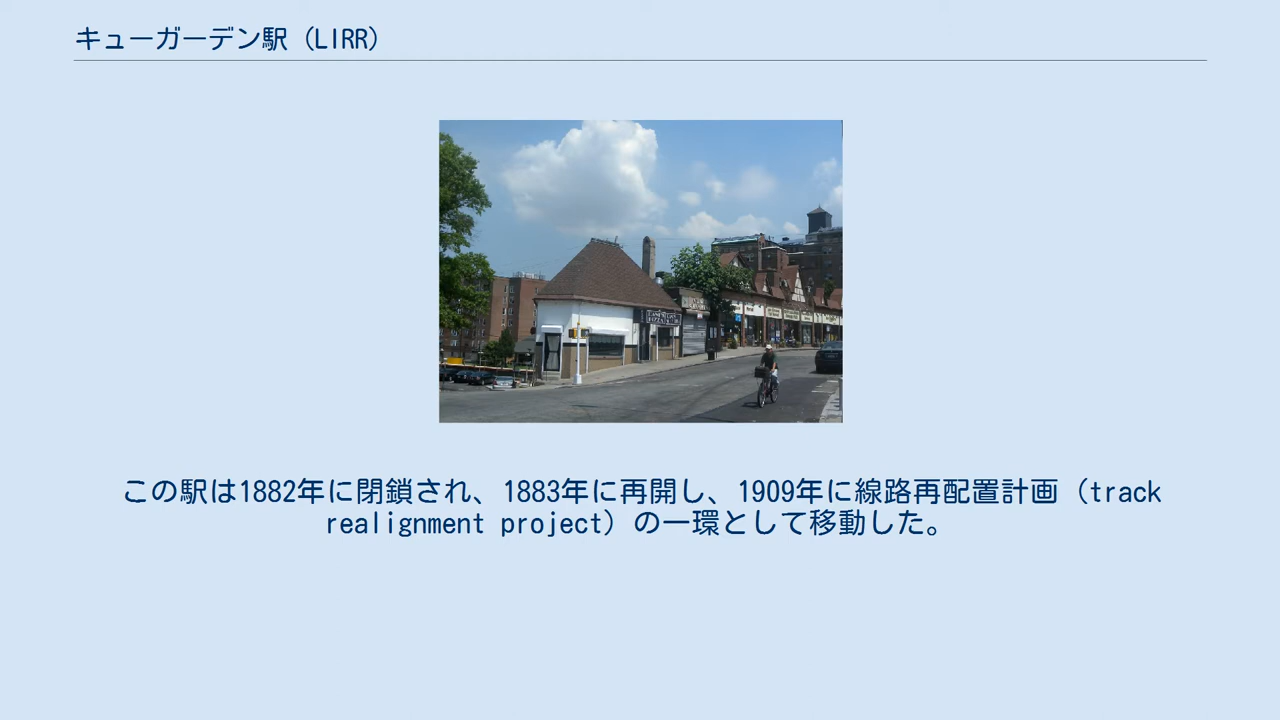 キューガーデン駅（LIRR）
この駅は1882年に閉鎖され、1883年に再開し、1909年に線路再配置計画（track
realignment project）の一環として移動した。